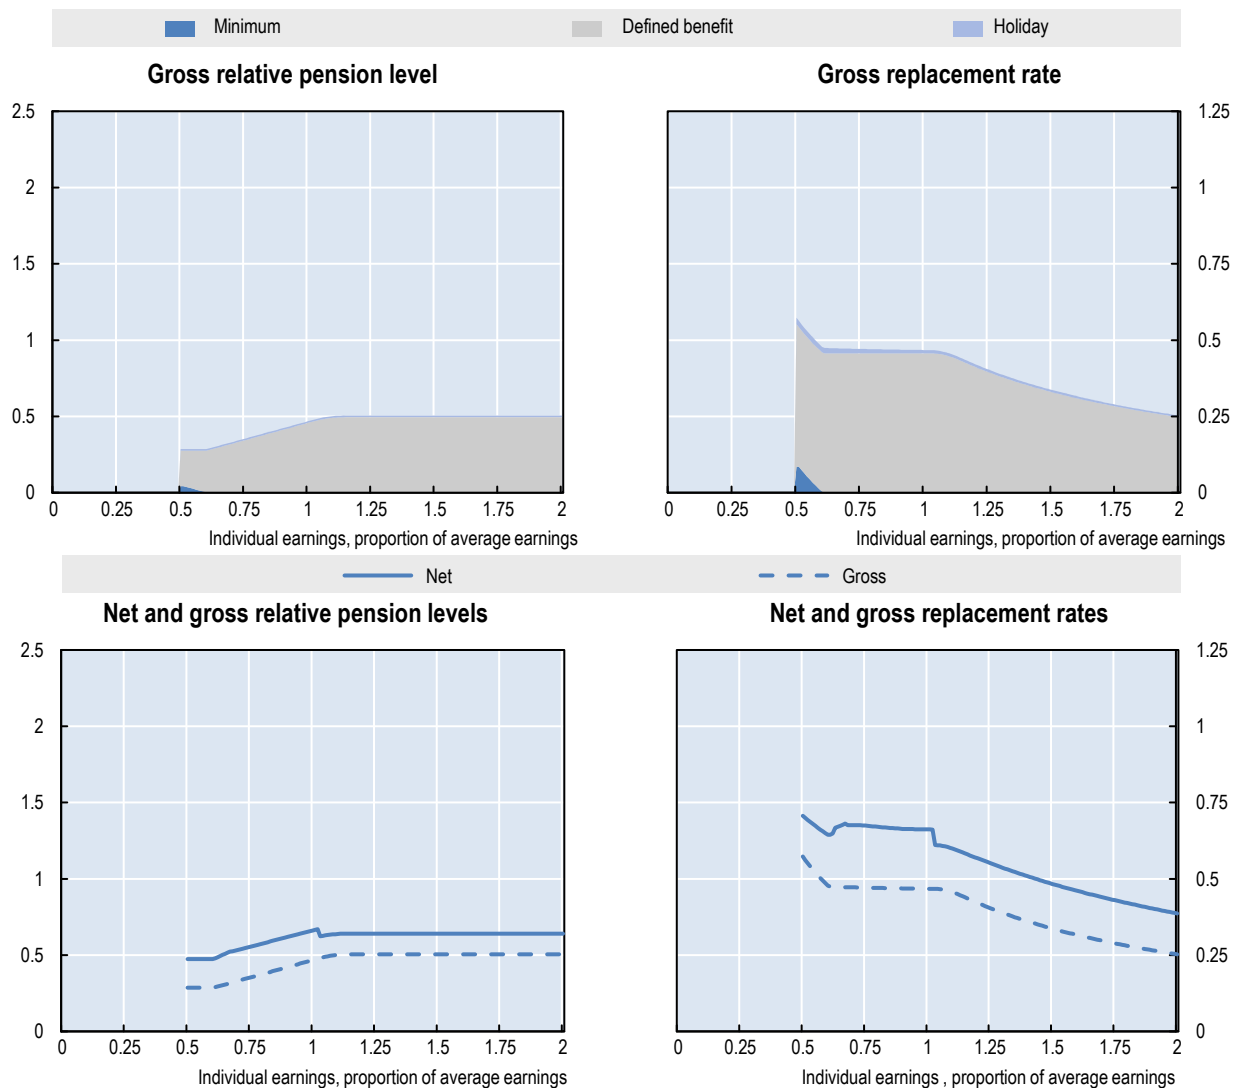 Minimum Defined benefit Holiday
Gross relative pension level
2.5
2
1.5
1
0.5
0
0 0.25 0.5 0.75 1 1.25 1.5 1.75 2
Individual earnings, proportion of average earnings
Gross replacement rate
1.25
1
0.75
0.5
0.25
0
0 0.25 0.5 0.75 1 1.25 1.5 1.75 2
Individual earnings, proportion of average earnings
Net Gross
Net and gross relative pension levels
2.5
2
1.5
1
0.5
0
0 0.25 0.5 0.75 1 1.25 1.5 1.75 2
Individual earnings, proportion of average earnings
Net and gross replacement rates
1.25
1
0.75
0.5
0.25
0
0 0.25 0.5 0.75 1 1.25 1.5 1.75 2
Individual earnings , proportion of average earnings